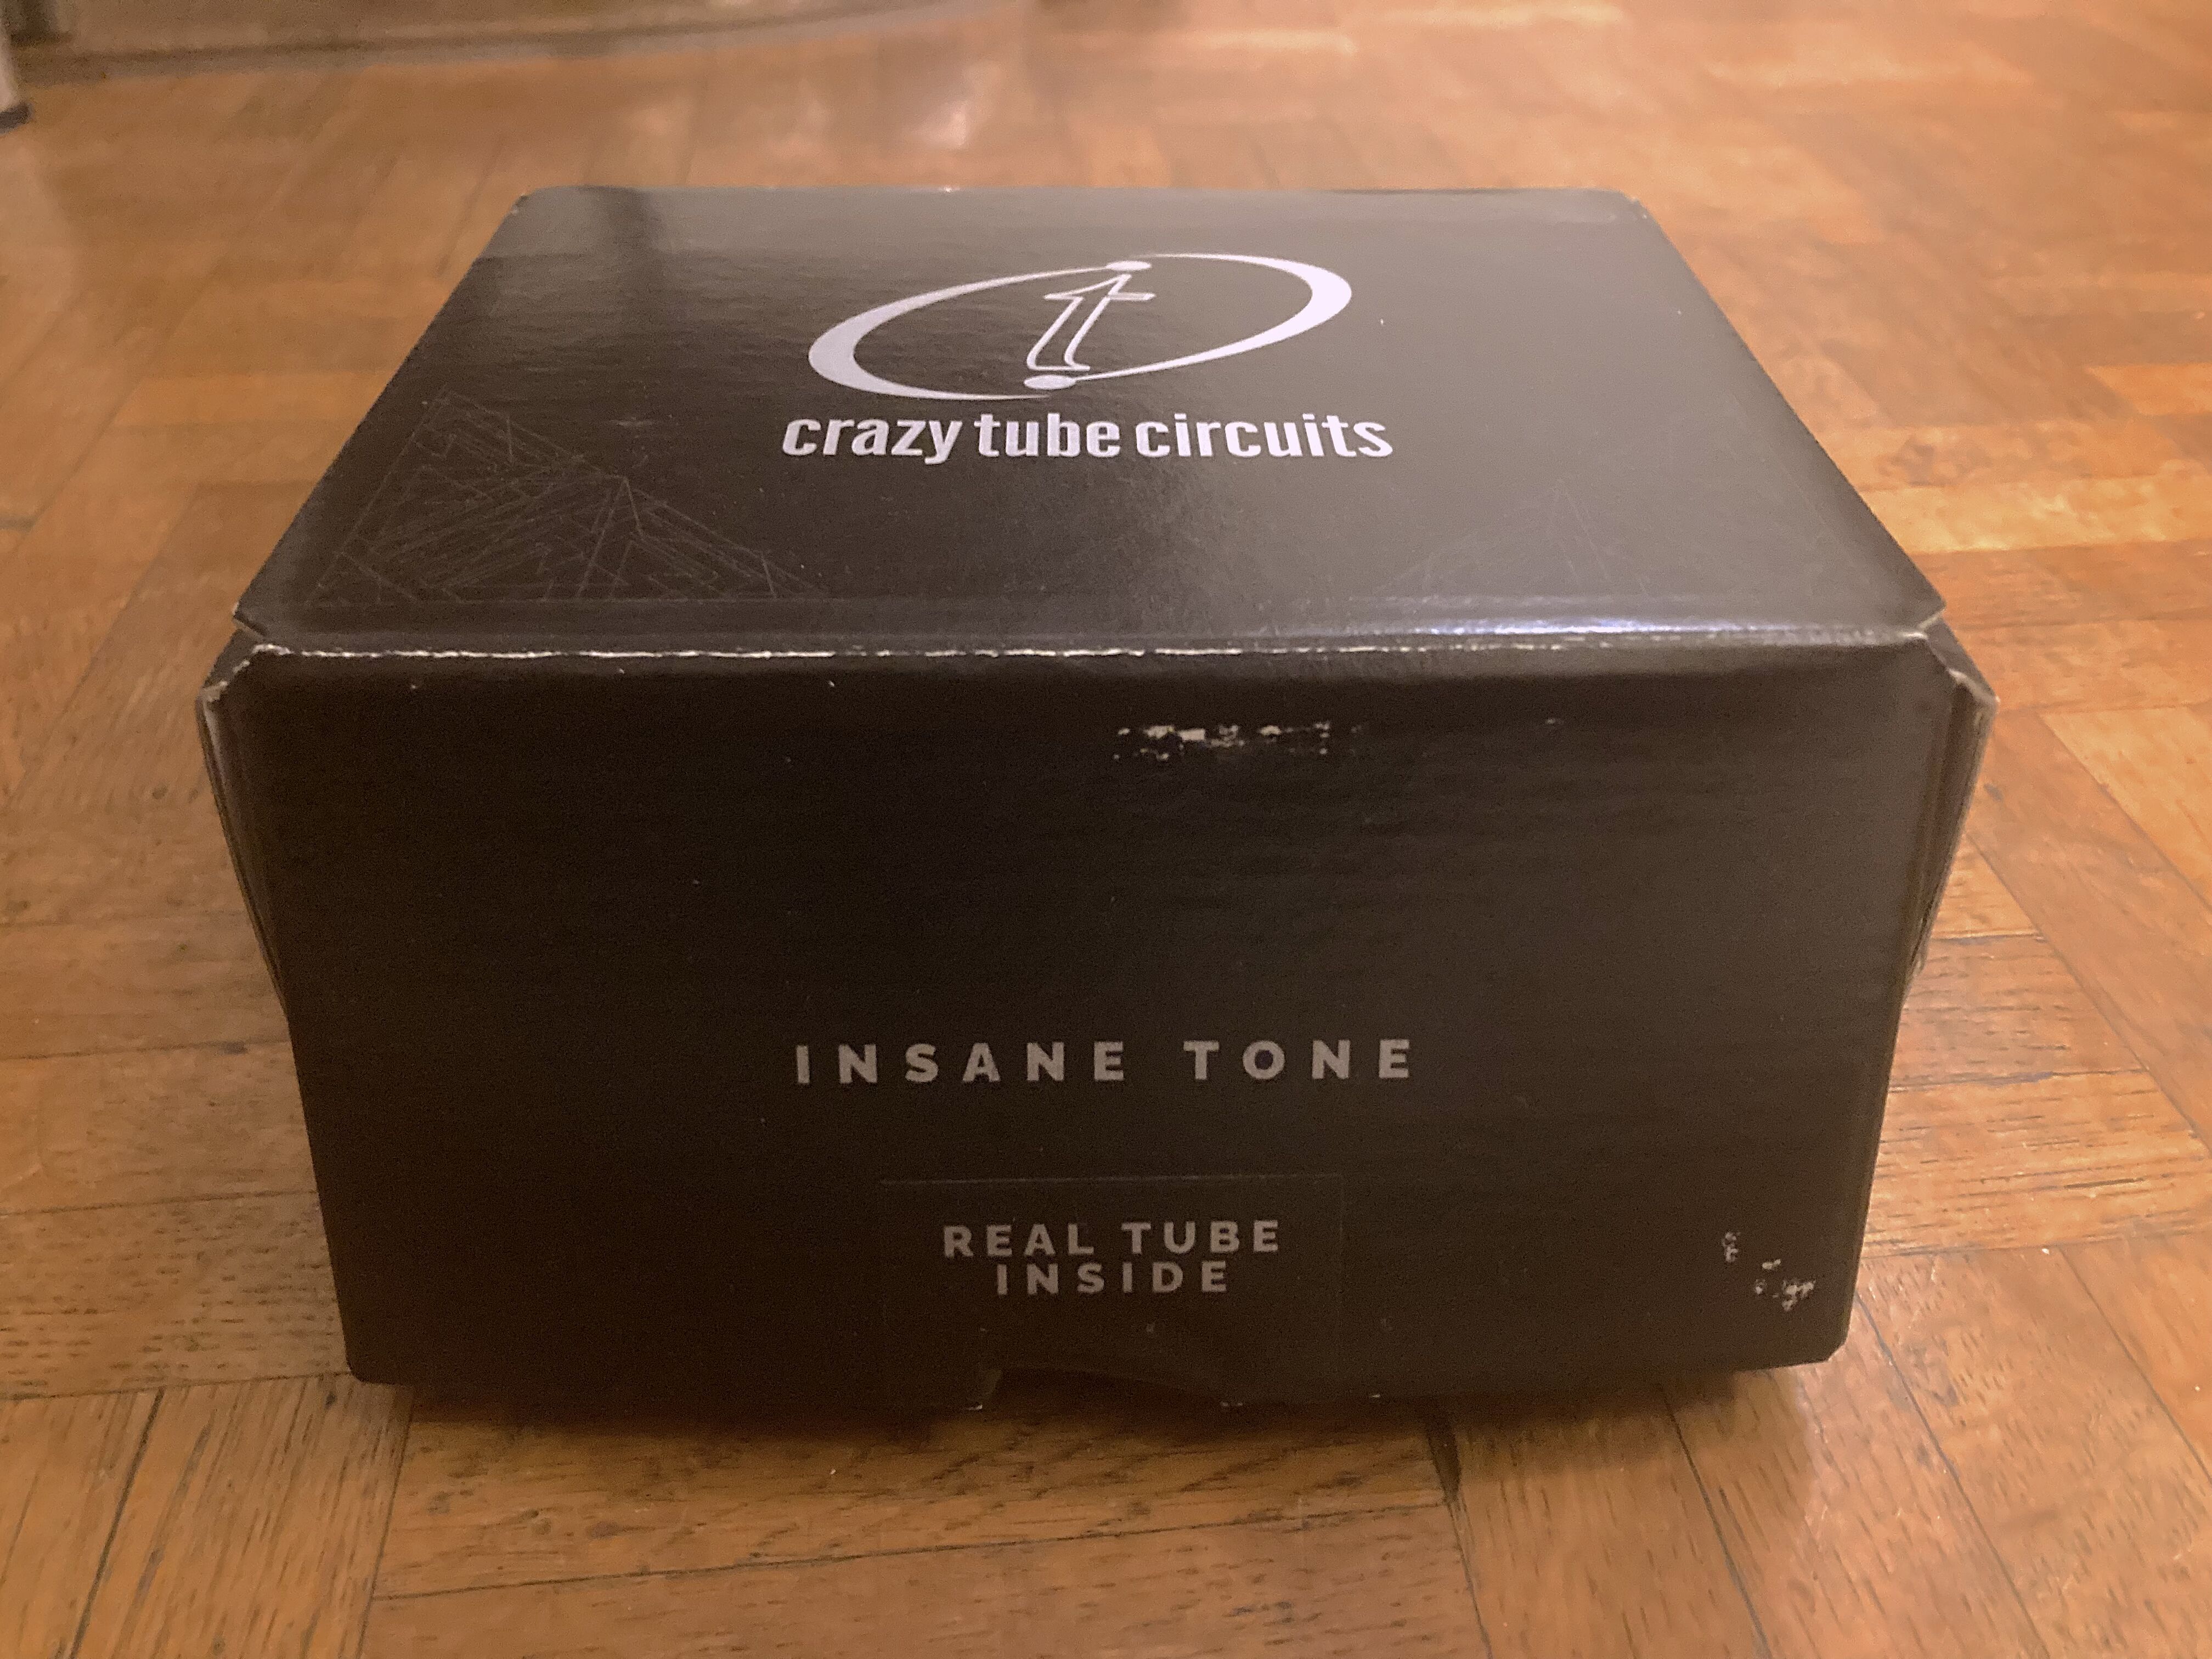 t
crazy tube circuits
INSANE TONE
REAL TUBE
INSIDE